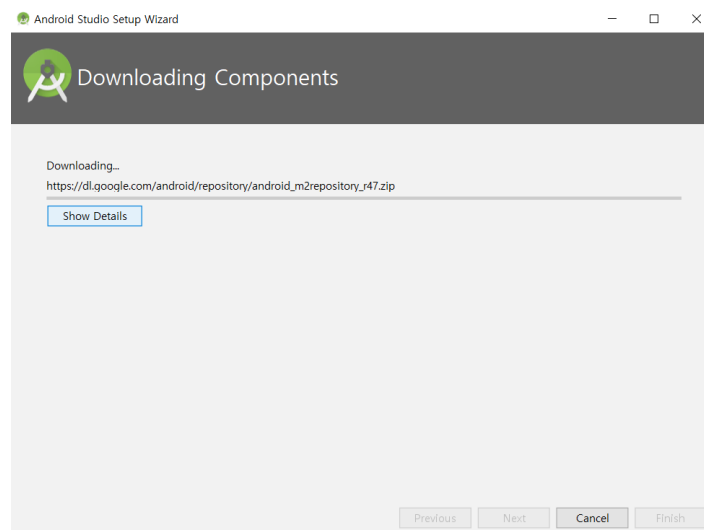 Android Studio Setup Wizard
Downloading Components
Downloading...
https://dl.google.com/android/repository/android_m2repository_r47.zip
Show Details
Previous Next Cancel Finish